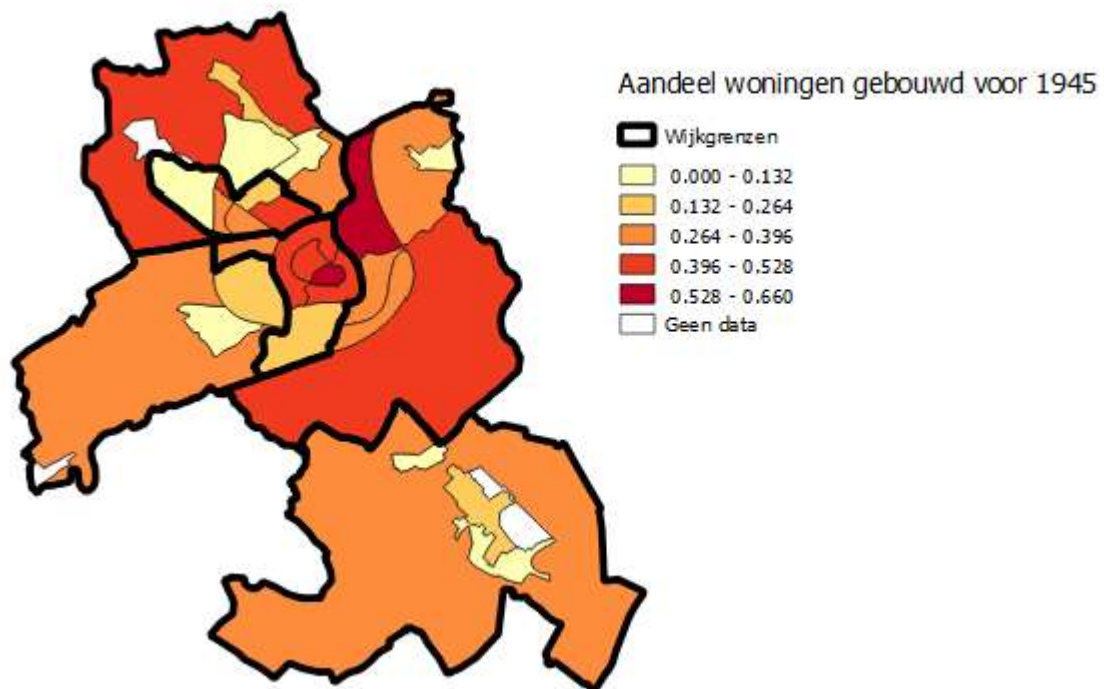 Aandeel woningen gebouwd voor 1945
Wijkgrenzen
0.000 - 0.132
0.132 - 0.264
0.264 - 0.396
0.396 - 0.528
0.528 - 0.660
Geen data